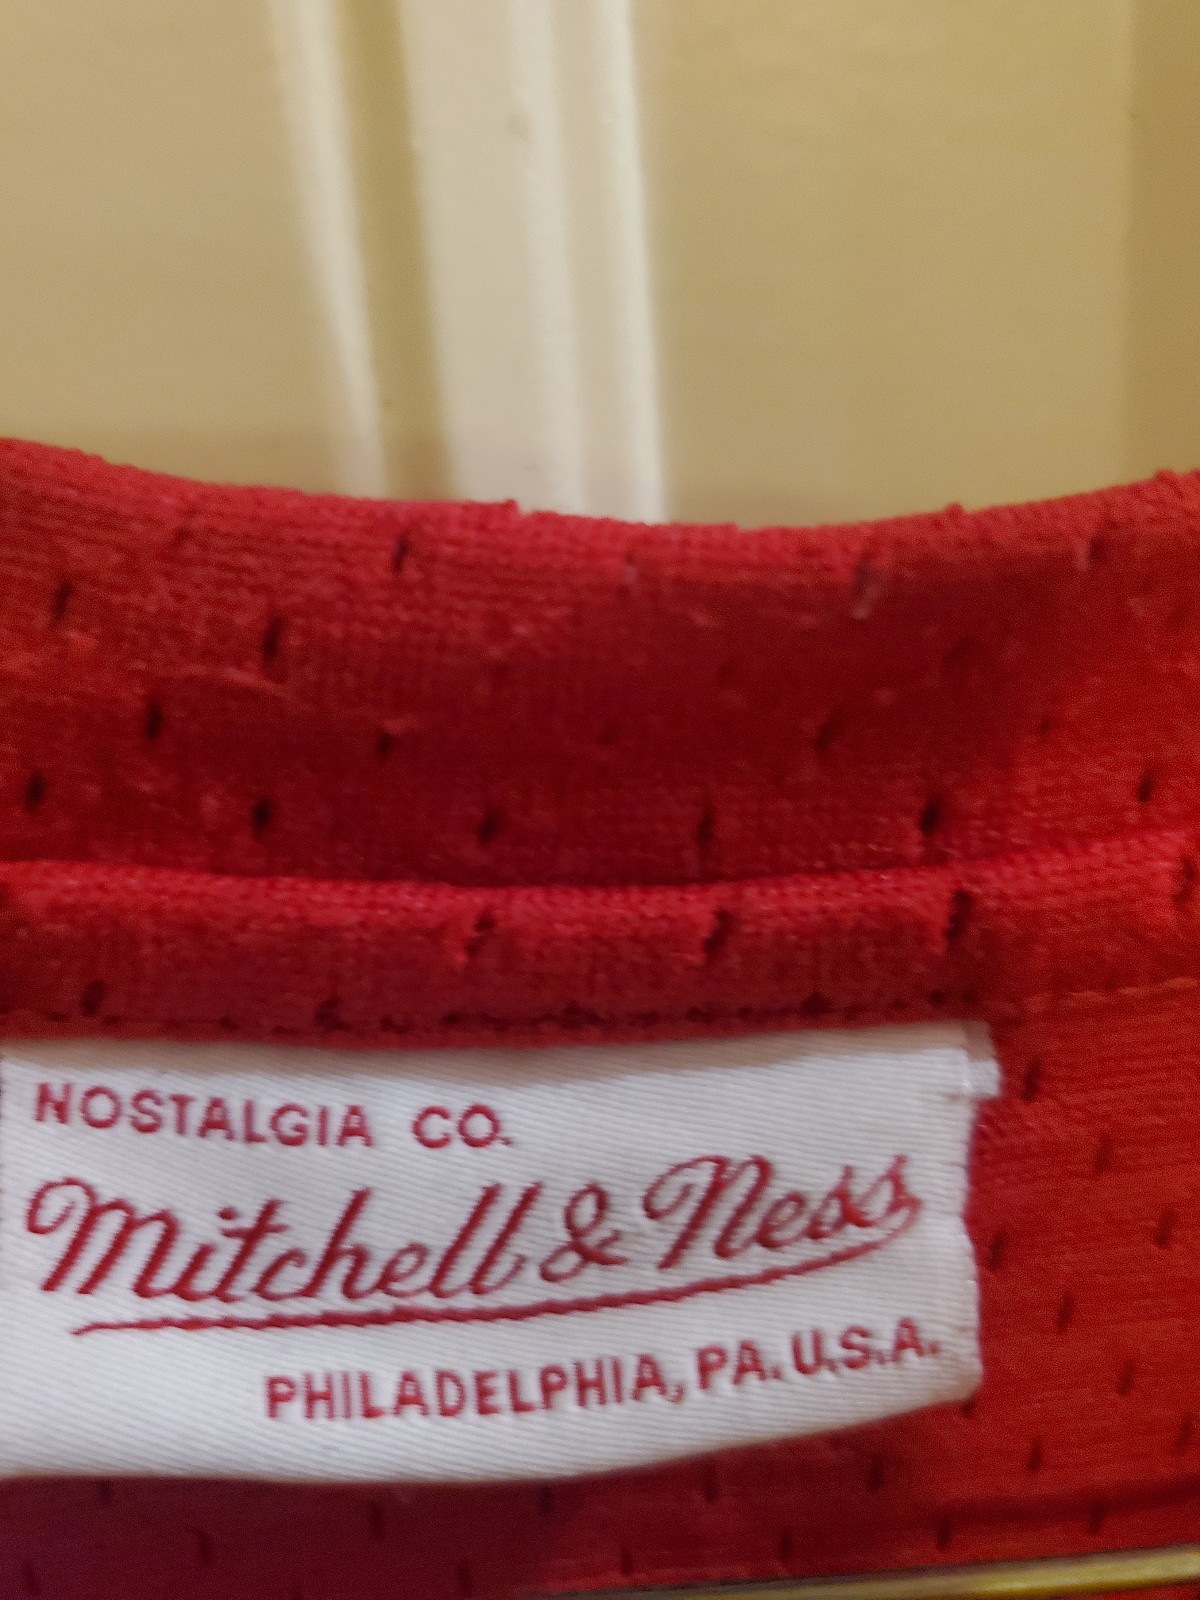 NOSTALGIA CO.
Mitchell & Ness
PHILADELPHIA, PA. U.S.A.